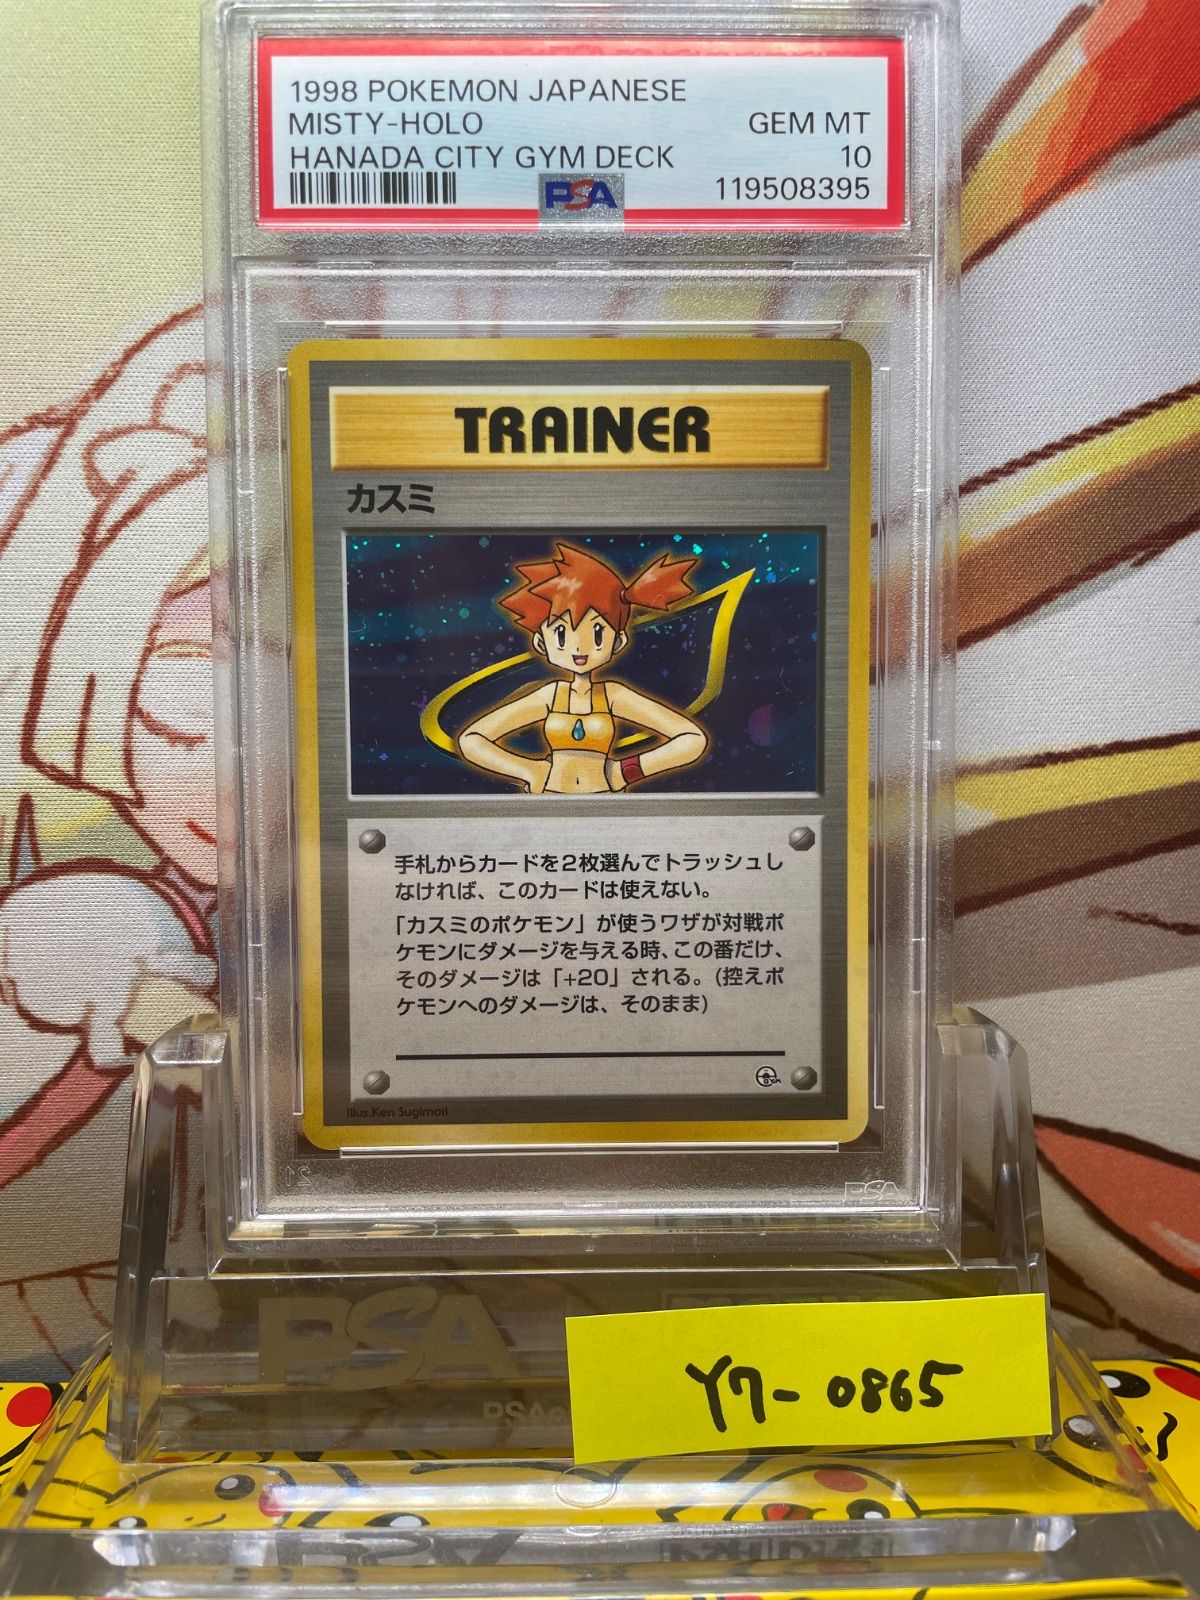 1998 POKEMON JAPANESE
MISTY-HOLO GEM MT
HANADA CITY GYM DECK 10
PSA 119508395
TRAINER
カスミ
手札からカードを2枚選んでトラッシュし
なければ、このカードは使えない。
「カスミのポケモン」が使うワザが対戦ポ
ケモンにダメージを与える時、この番だけ、
そのダメージは「+20」される。(控えポ
ケモンへのダメージは、そのまま)
GYM
Illus.Ken Sugimori
PSA
PSA
PSA
Y7-0865